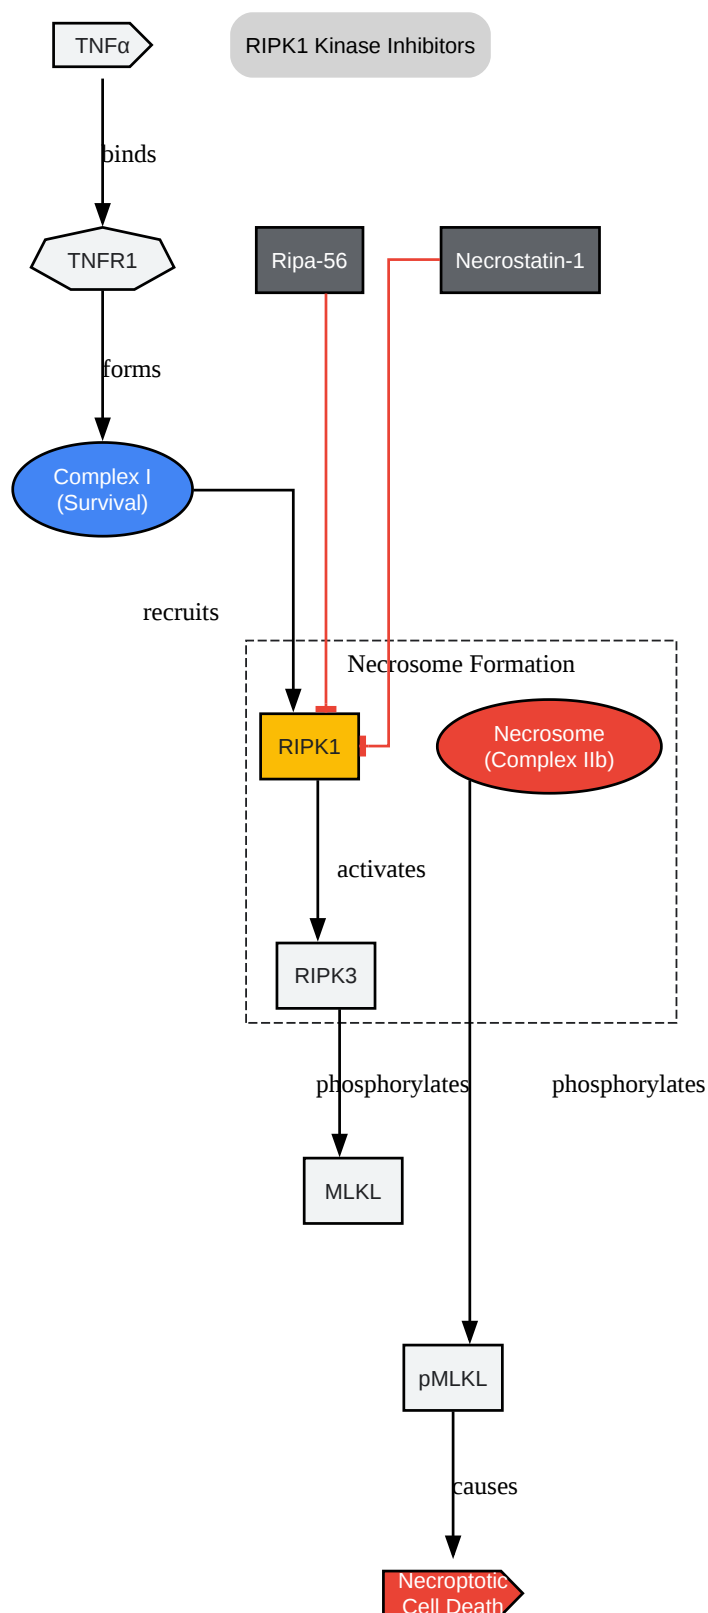 TNFα
RIPK1 Kinase Inhibitors
binds
TNFR1
Ripa-56
Necrostatin-1
forms
Complex I
(Survival)
recruits
Necrosome Formation
RIPK1
Necrosome
(Complex IIb)
activates
RIPK3
phosphorylates
phosphorylates
MLKL
pMLKL
causes
Necroptotic
Cell Death